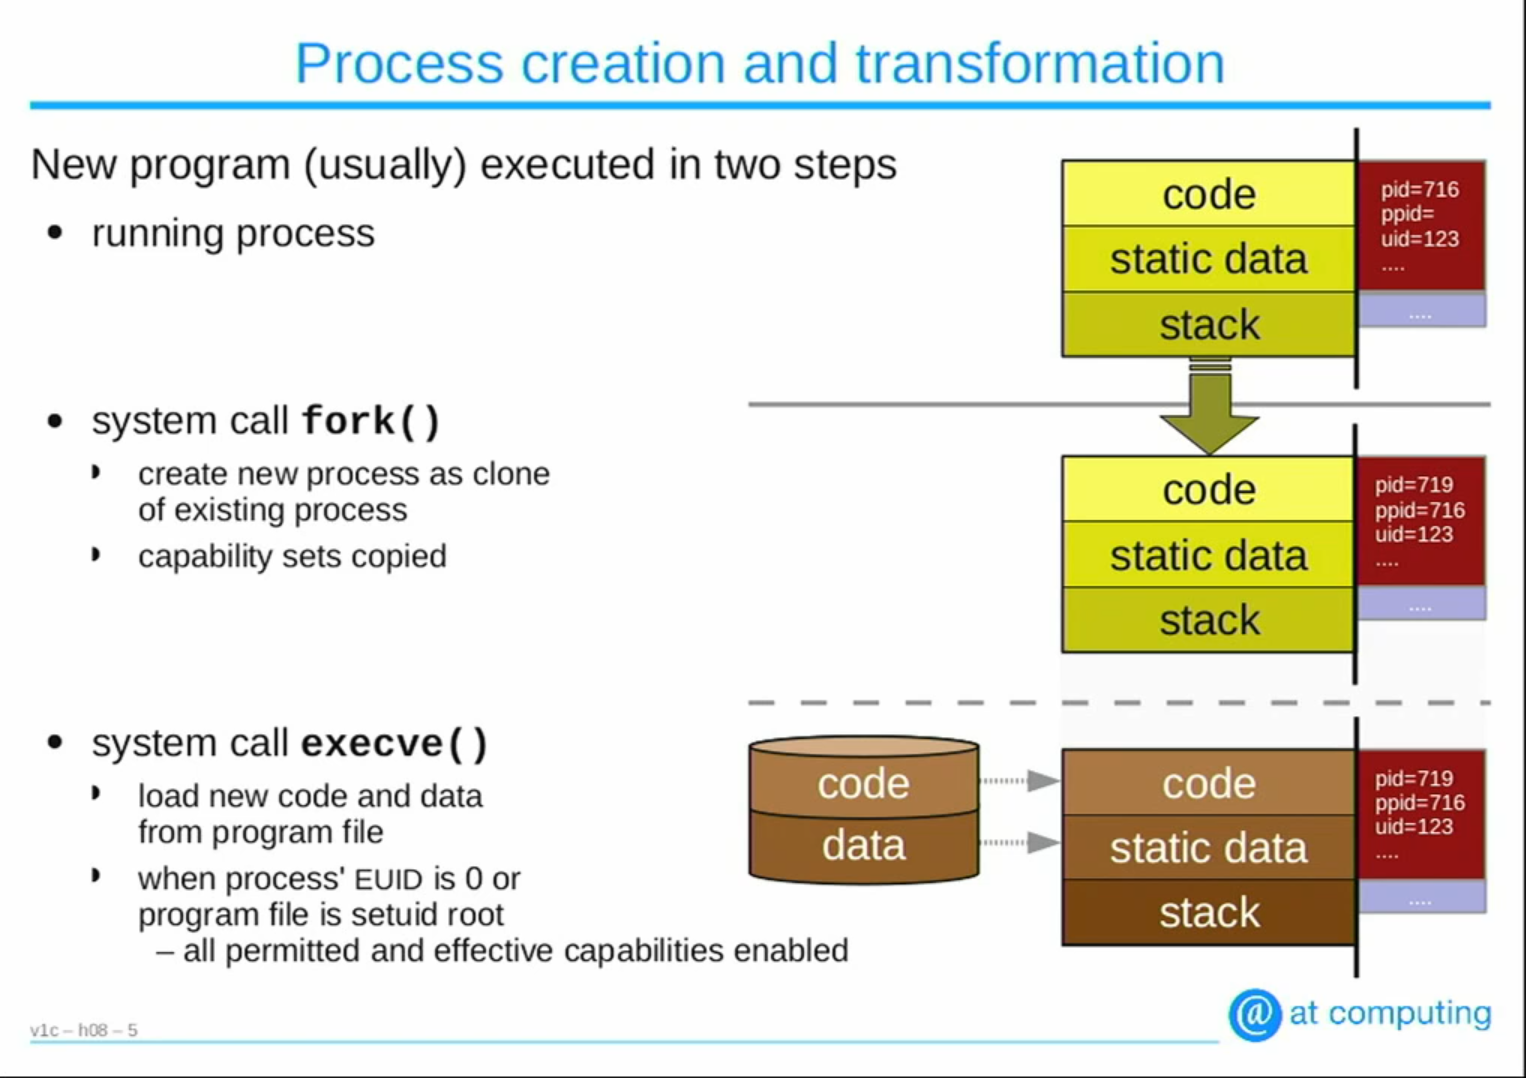 Process creation and transformation
New program (usually) executed in two steps
• running process
code
static data
stack
pid=716
ppid=
uid=123
....
....
• system call fork()
create new process as clone
of existing process
capability sets copied
code
static data
stack
pid=719
ppid=716
uid=123
....
....
• system call execve()
load new code and data
from program file
when process' EUID is 0 or
program file is setuid root
– all permitted and effective capabilities enabled
code
data
code
static data
stack
pid=719
ppid=716
uid=123
....
....
v1c – h08 – 5
@ at computing